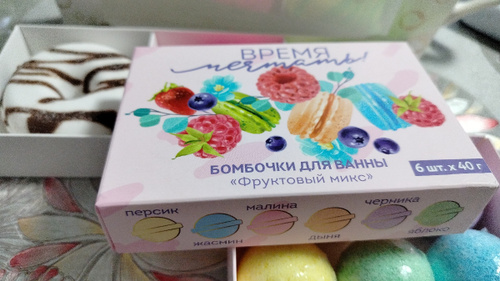 ВРЕМЯ
мечтать!
БОМБОЧКИ ДЛЯ ВАННЫ
«Фруктовый микс»
6 шт. х 40 г
персик
жасмин
малина
дыня
черника
яблоко